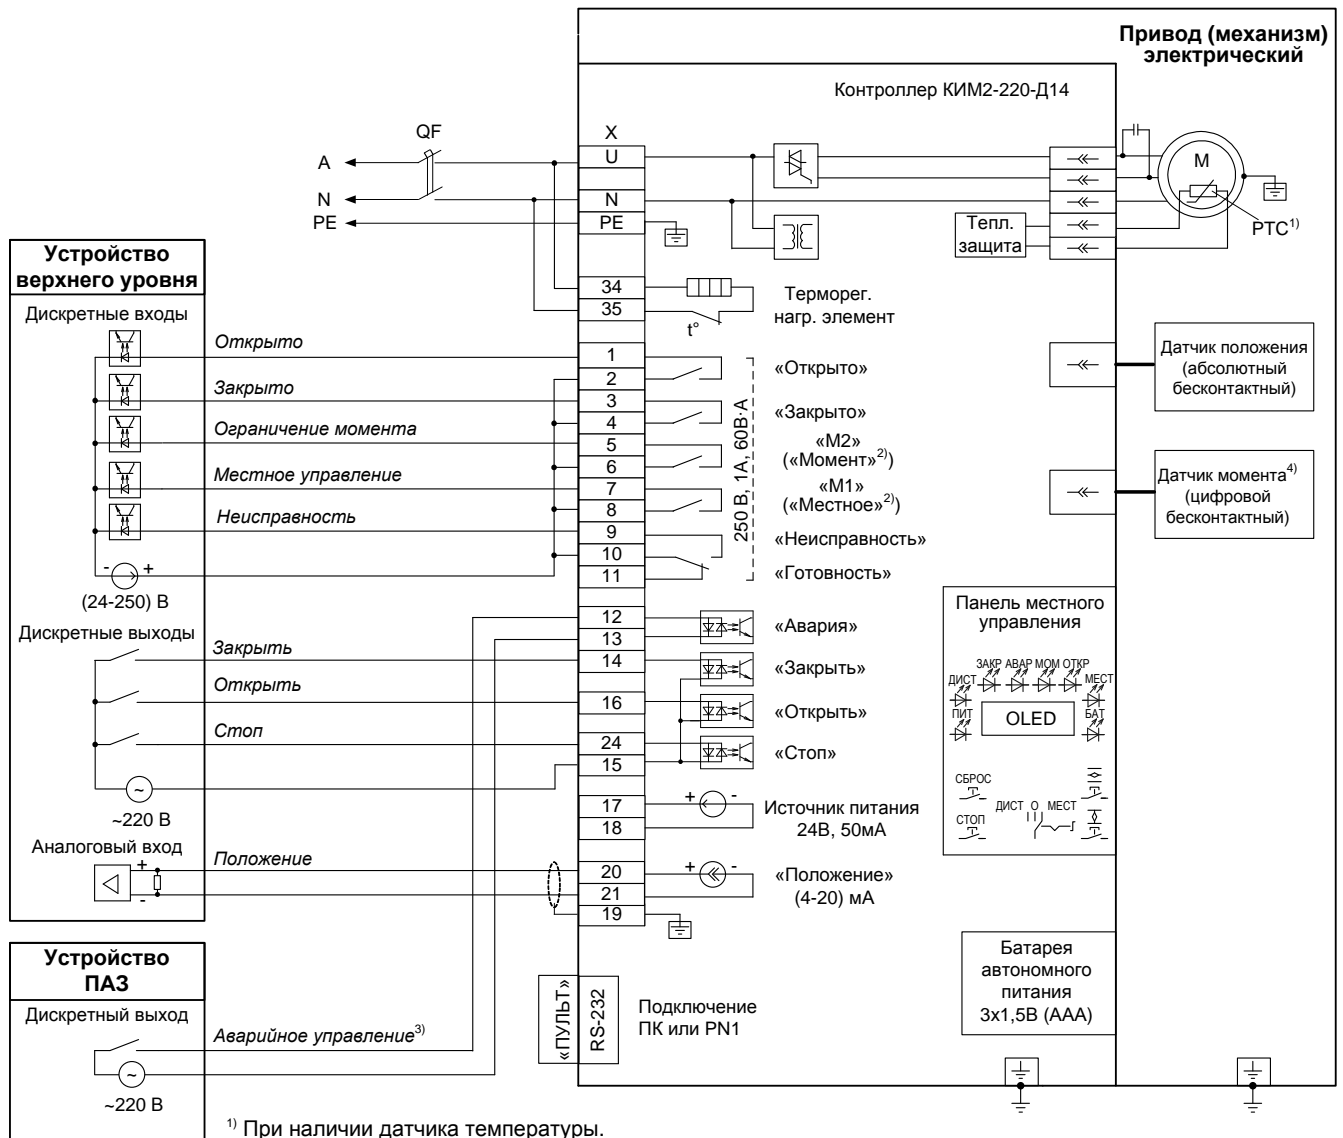 Привод (механизм)
электрический
Контроллер КИМ2-220-Д14
QF
X
A
U
N
N
PE
PE
M
PTC1)
Тепл.
защита
Устройство
верхнего уровня
Дискретные входы
34
35
t°
Терморег.
нагр. элемент
Открыто
1
2
«Открыто»
Закрыто
3
4
«Закрыто»
Ограничение момента
5
6
«М2»
(«Момент»2))
Местное управление
7
8
«М1»
(«Местное»2))
Неисправность
9
10
11
«Неисправность»
«Готовность»
250 В, 1А, 60В·А
Датчик положения
(абсолютный
бесконтактный)
Датчик момента4)
(цифровой
бесконтактный)
- +
(24-250) В
Дискретные выходы
12
13
«Авария»
Закрыть
14
«Закрыть»
Открыть
16
«Открыть»
Стоп
24
15
«Стоп»
~
~220 В
17
18
+ -
Источник питания
24В, 50мА
Аналоговый вход
+
-
Положение
20
21
19
+ -
«Положение»
(4-20) мА
Панель местного
управления
ЗАКР АВАР МОМ ОТКР
ДИСТ
МЕСТ
ПИТ
OLED
БАТ
СБРОС
ДИСТ О МЕСТ
СТОП
Батарея
автономного
питания
3x1,5В (ААА)
Устройство
ПАЗ
Дискретный выход
Аварийное управление3)
~
~220 В
«ПУЛЬТ»
RS-232
Подключение
ПК или PN1
1) При наличии датчика температуры.